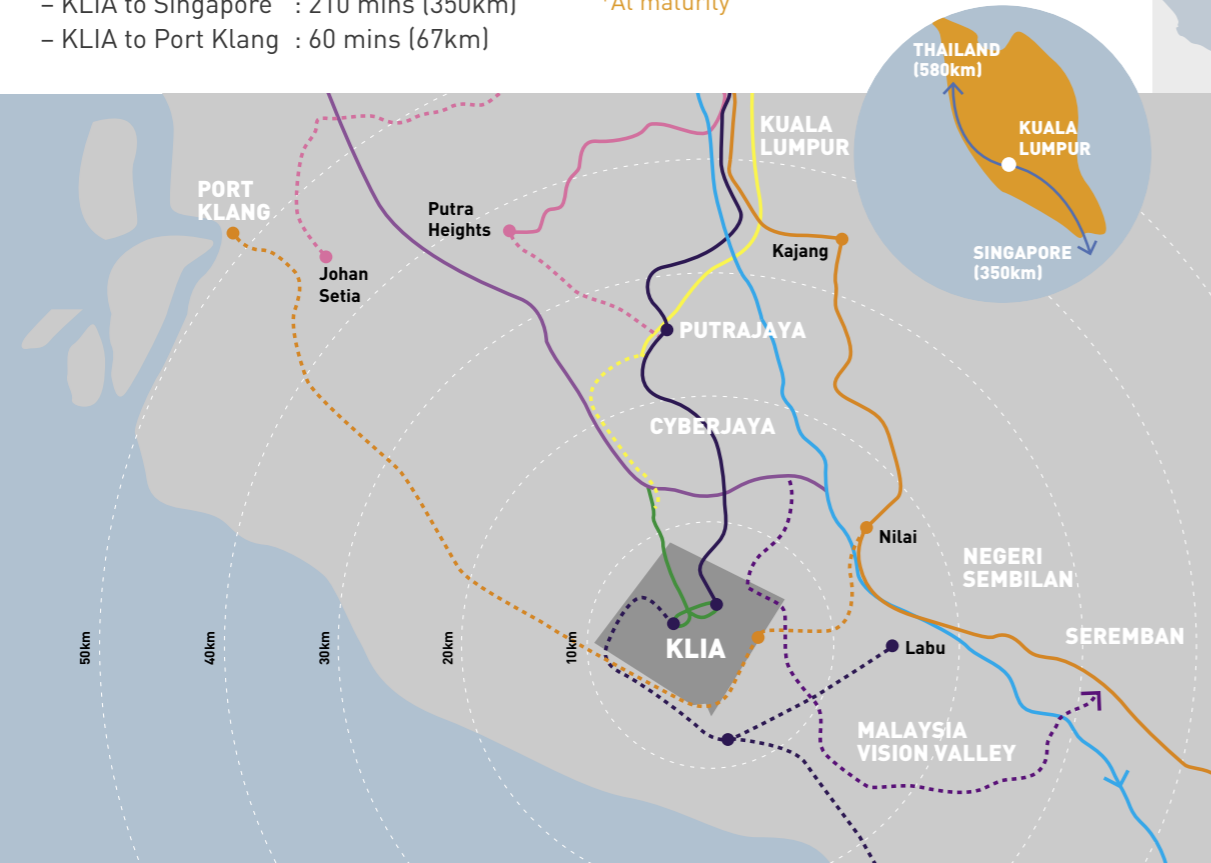 – KLIA to Singapore : 210 mins (350km)
*At maturity
– KLIA to Port Klang : 60 mins (67km)
THAILAND
(580km)
KUALA
LUMPUR
SINGAPORE
(350km)
KUALA
LUMPUR
PORT
KLANG
Putra
Heights
Kajang
Johan
Setia
PUTRAJAYA
CYBERJAYA
Nilai
NEGERI
SEMBILAN
SEREMBAN
50km
40km
30km
20km
10km
KLIA
Labu
MALAYSIA
VISION VALLEY